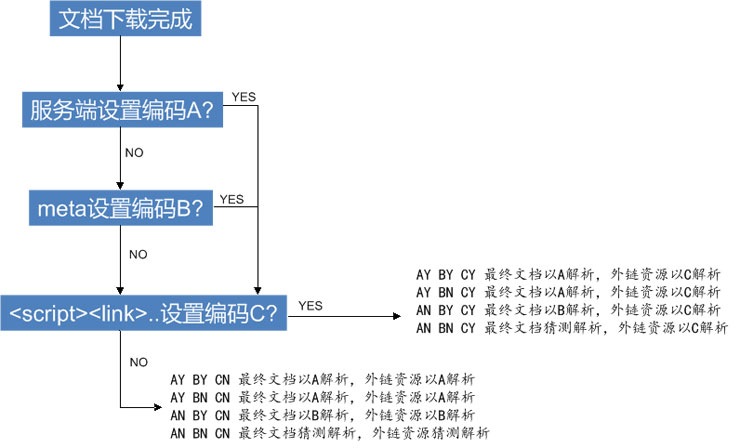 文档下载完成
服务端设置编码A?
YES
NO
meta设置编码B?
YES
NO
<script><link>..设置编码C?
YES
AY BY CY 最终文档以A解析，外链资源以C解析
AY BN CY 最终文档以A解析，外链资源以C解析
AN BY CY 最终文档以B解析，外链资源以C解析
AN BN CY 最终文档猜测解析，外链资源以C解析
NO
AY BY CN 最终文档以A解析，外链资源以A解析
AY BN CN 最终文档以A解析，外链资源以A解析
AN BY CN 最终文档以B解析，外链资源以B解析
AN BN CN 最终文档猜测解析，外链资源猜测解析